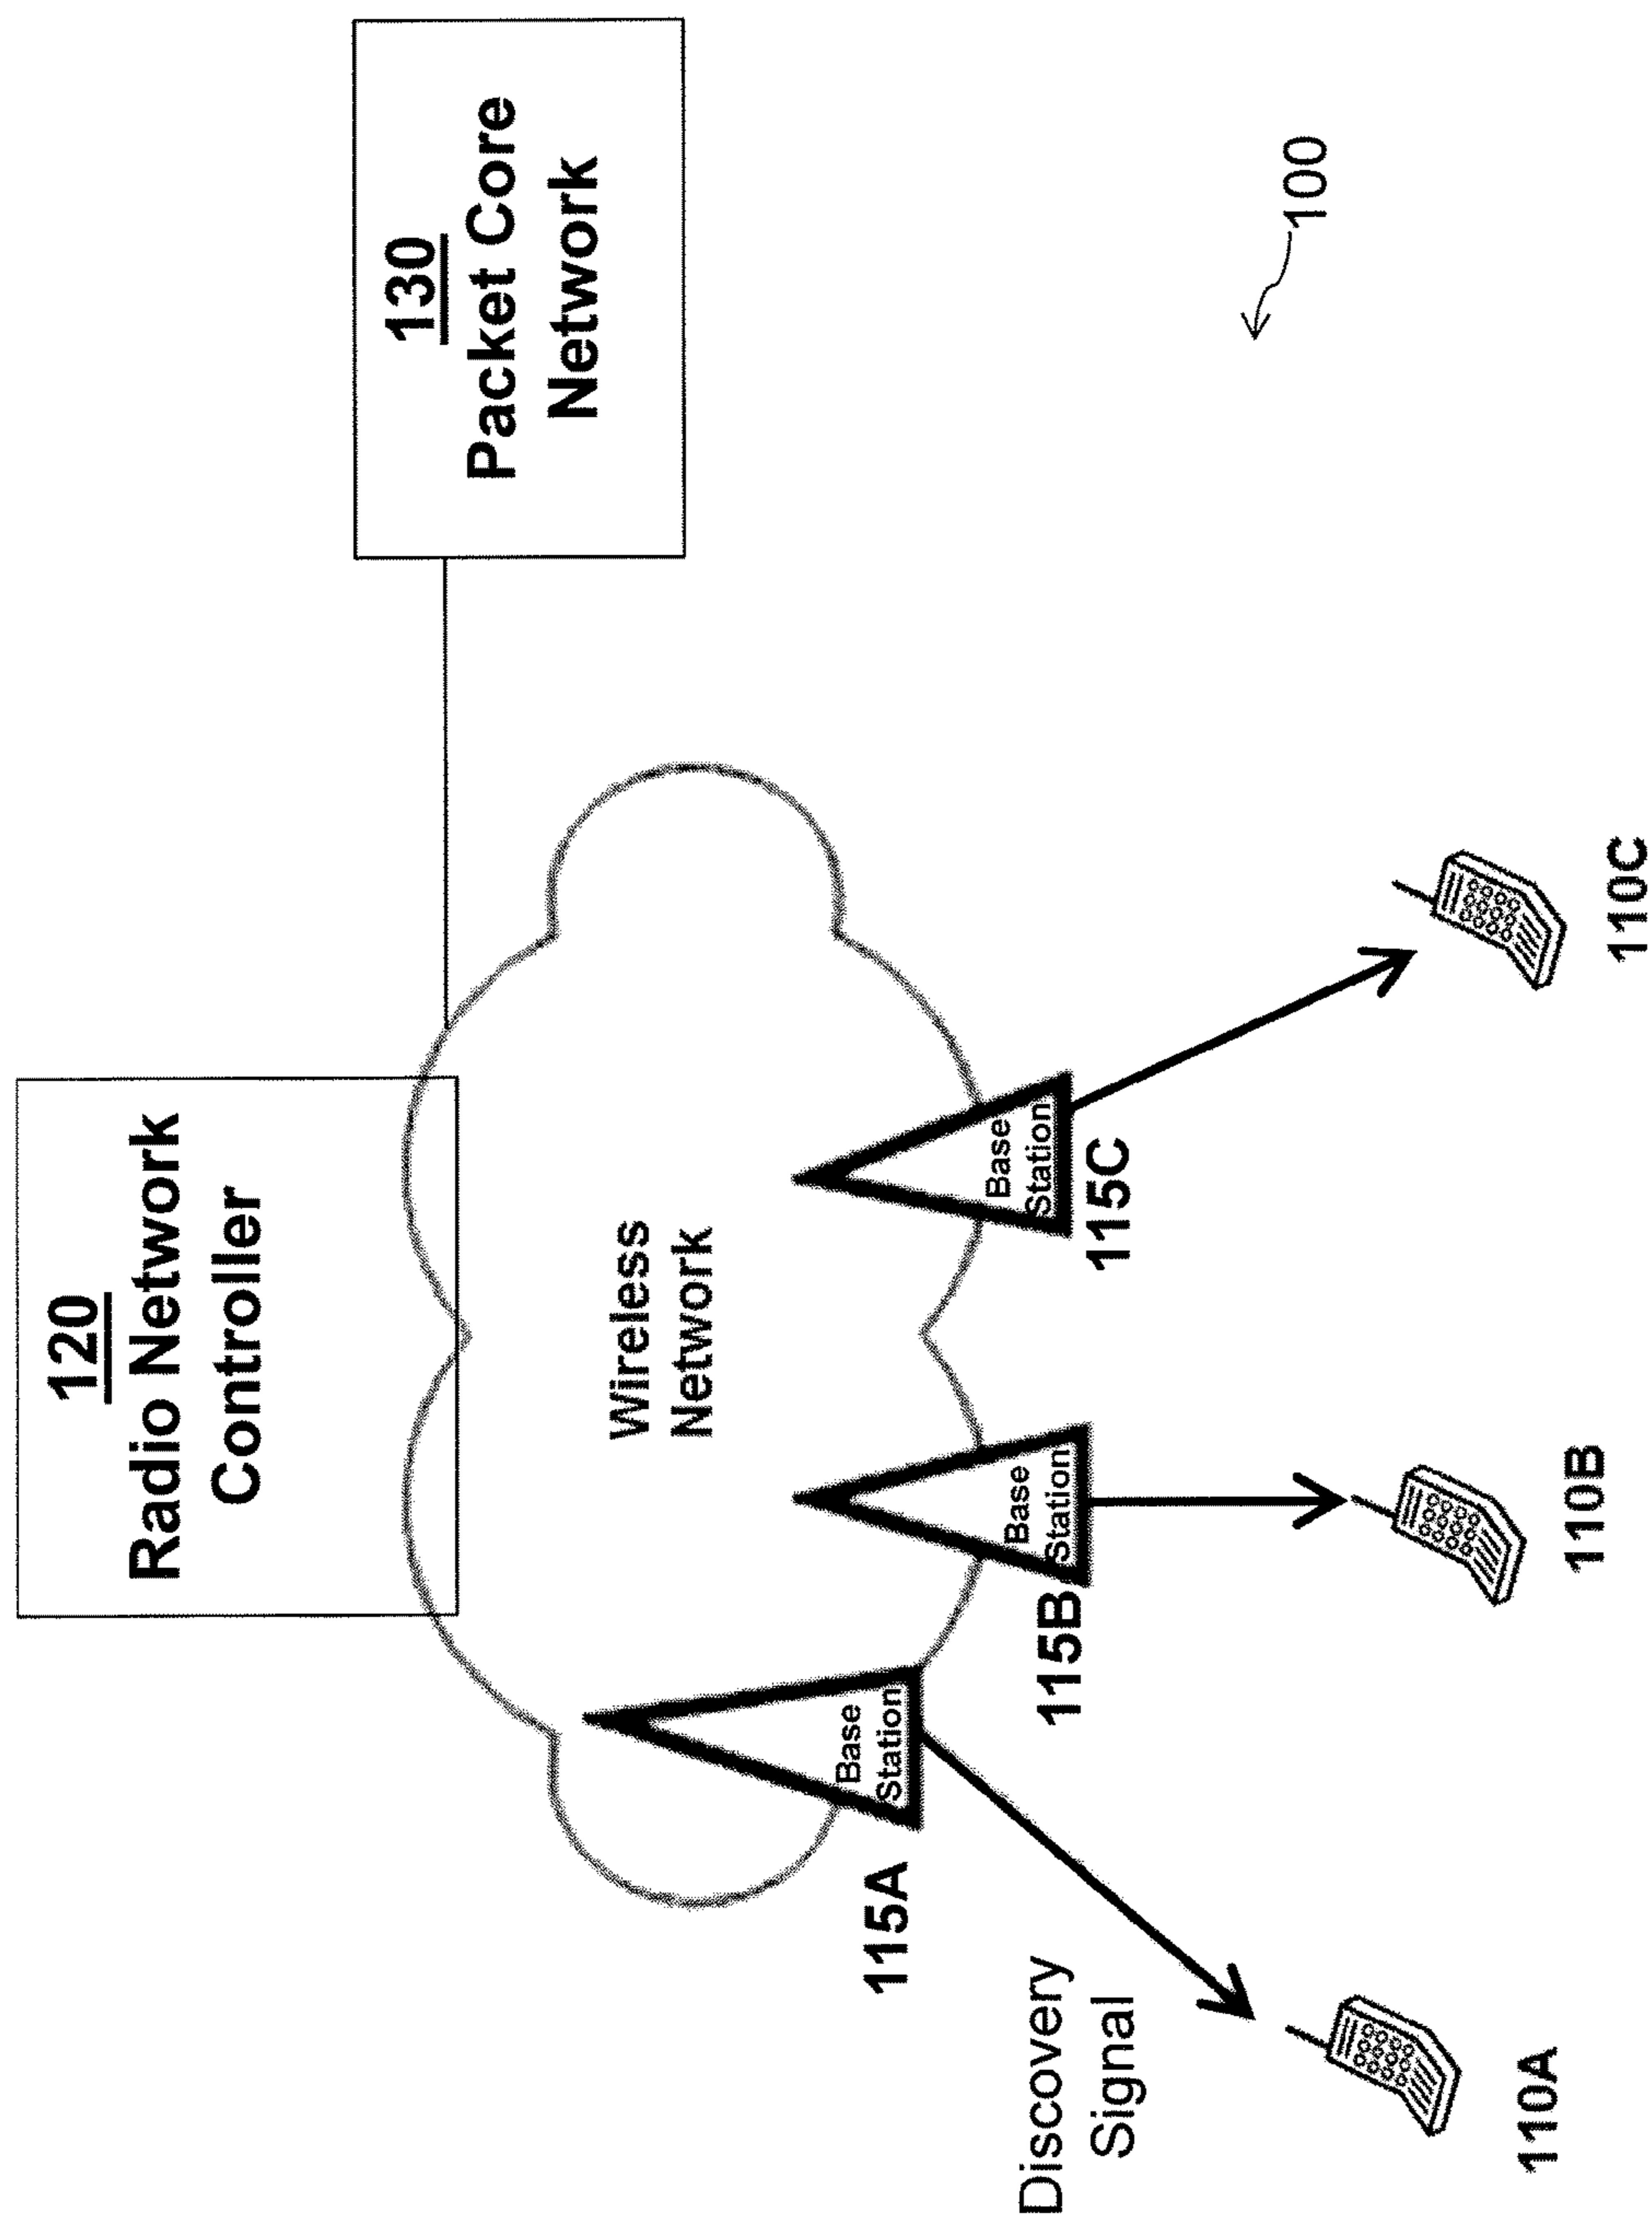 120
Radio Network
Controller
130
Packet Core
Network
Wireless
Network
Base
Station
115A
Base
Station
115B
Base
Station
115C
Discovery
Signal
110A
110B
110C
100